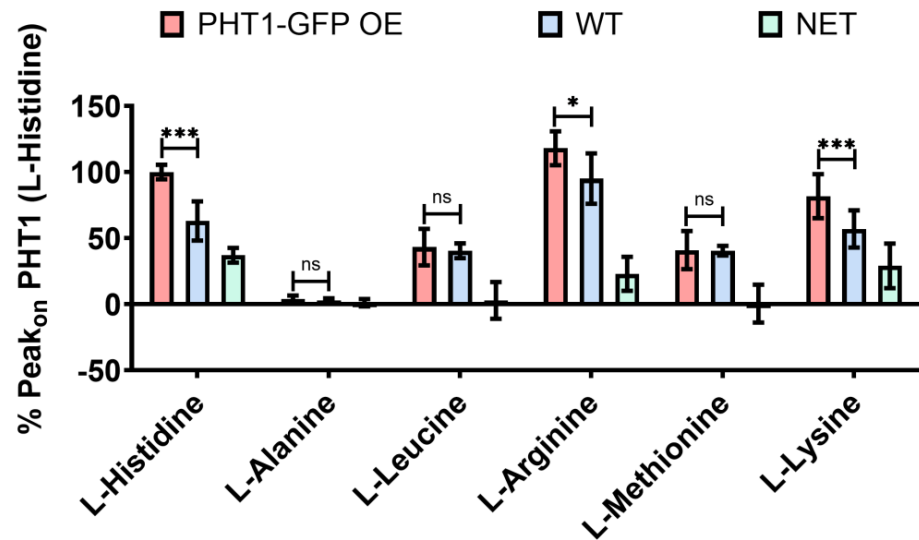 PHT1-GFP OE WT NET
% Peakon PHT1 (L-Histidine)
150
100
50
0
-50
***
ns
ns
*
ns
***
L-Histidine
L-Alanine
L-Leucine
L-Arginine
L-Methionine
L-Lysine